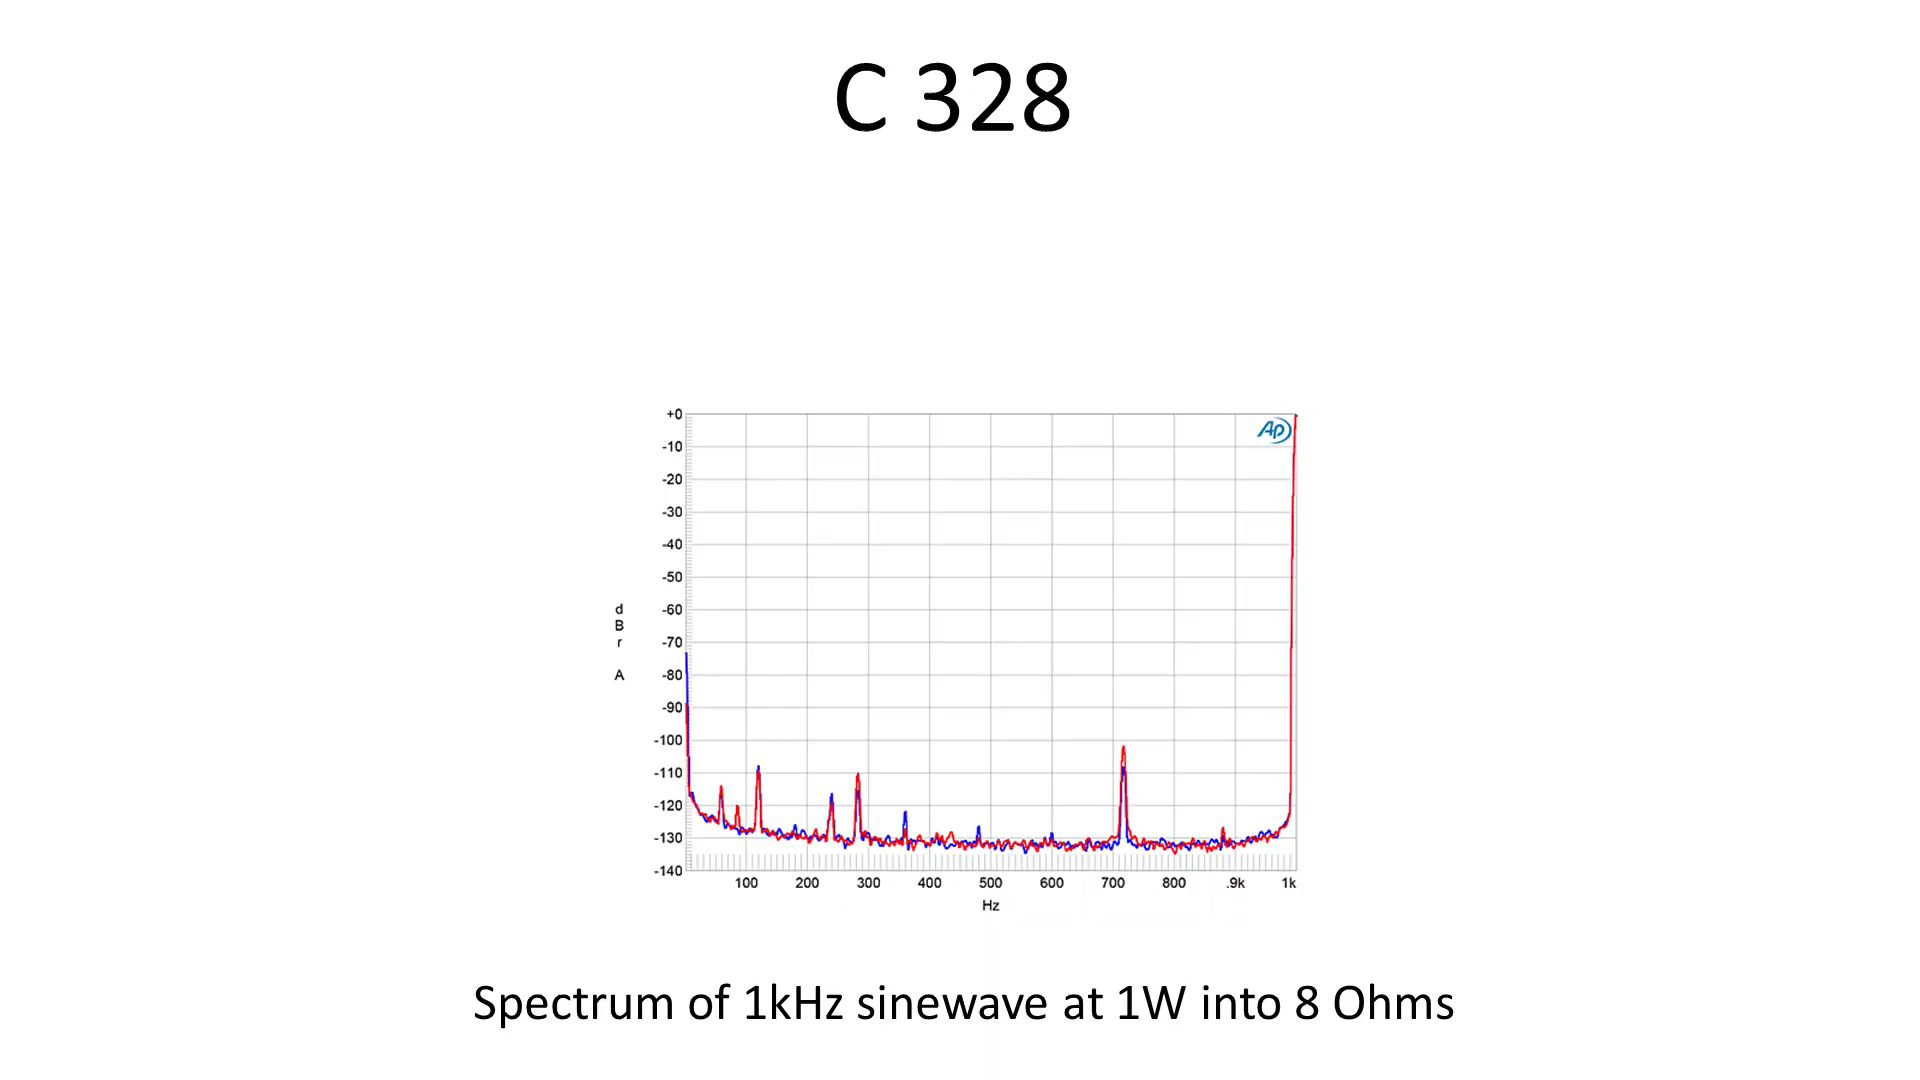 C 328
+0
-10
-20
-30
-40
-50
-60
-70
-80
-90
-100
-110
-120
-130
-140
d
B
r
A
Ap
100 200 300 400 500 600 700 800 .9k 1k
Hz
Spectrum of 1kHz sinewave at 1W into 8 Ohms